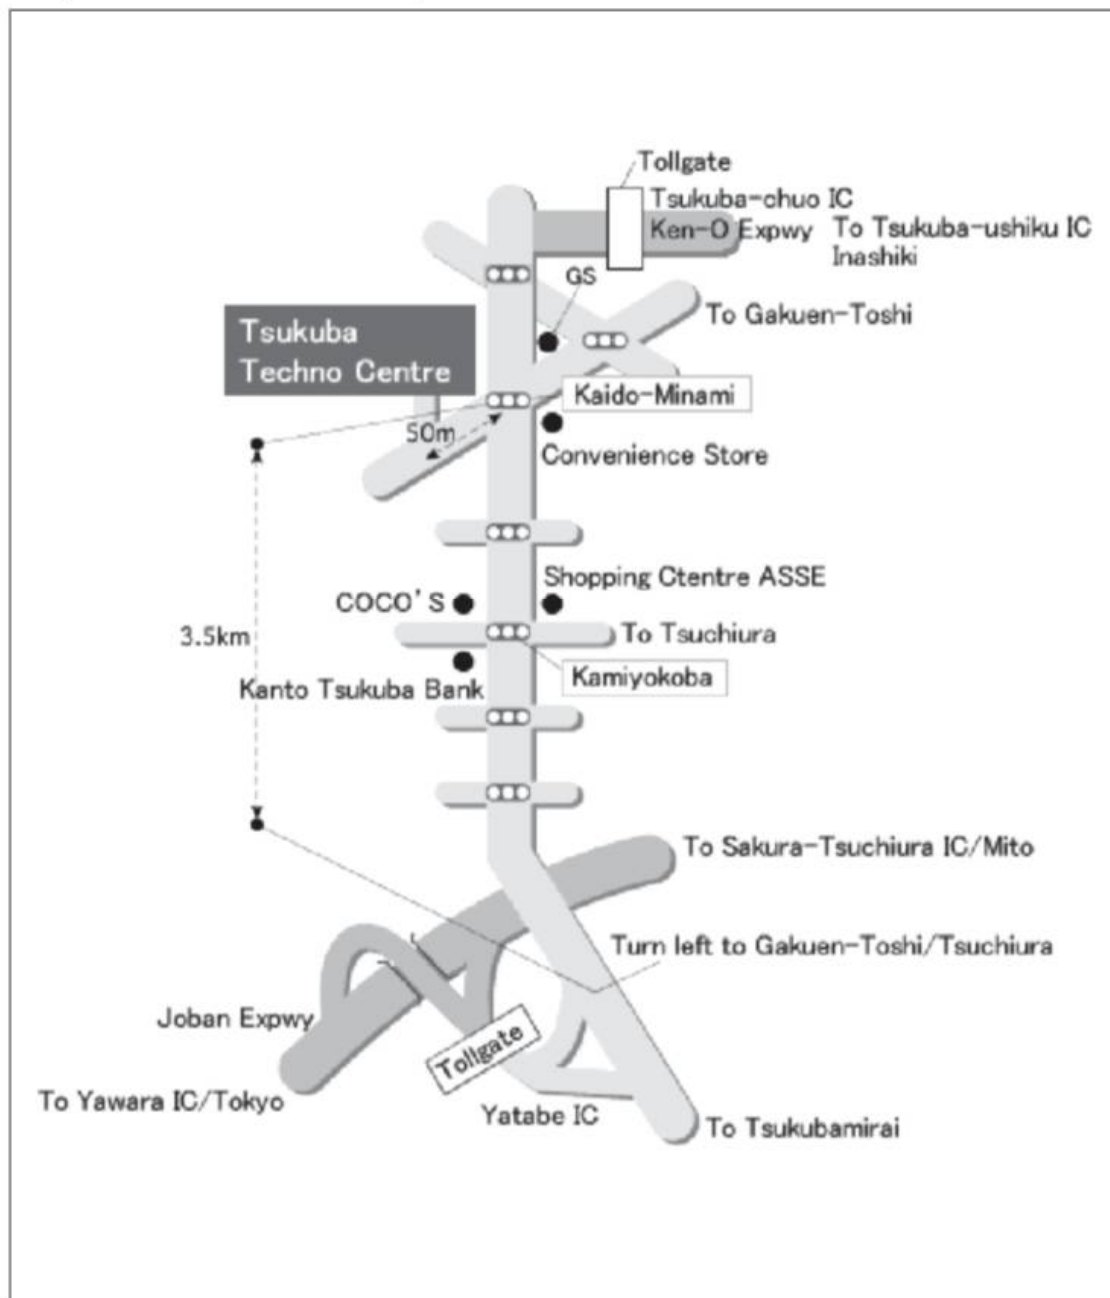 Tollgate
Tsukuba-chuo IC
Ken-O Expwy
To Tsukuba-ushiku IC
Inashiki
GS
To Gakuen-Toshi
Tsukuba
Techno Centre
Kaido-Minami
50m
Convenience Store
Shopping Ctentre ASSE
COCO'S
To Tsuchiura
3.5km
Kamiyokoba
Kanto Tsukuba Bank
To Sakura-Tsuchiura IC/Mito
Turn left to Gakuen-Toshi/Tsuchiura
Joban Expwy
Tollgate
To Yawara IC/Tokyo
Yatabe IC
To Tsukubamirai